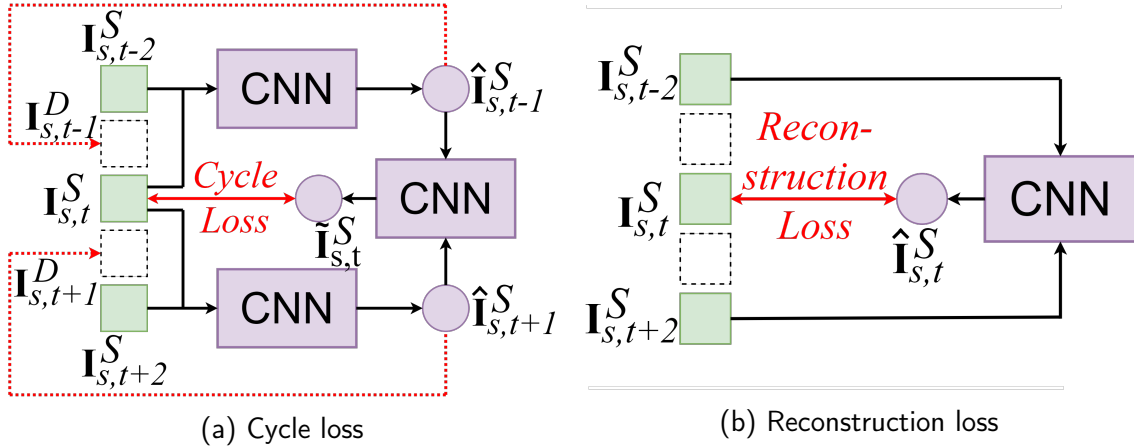 I^S_{s,t-2}
CNN
Î^S_{s,t-1}
I^D_{s,t-1}
I^S_{s,t}
Cycle
Loss
Ĩ^S_{s,t}
CNN
I^D_{s,t+1}
CNN
Î^S_{s,t+1}
I^S_{s,t+2}
(a) Cycle loss
I^S_{s,t-2}
Recon-
struction
Loss
I^S_{s,t}
Î^S_{s,t}
CNN
I^S_{s,t+2}
(b) Reconstruction loss